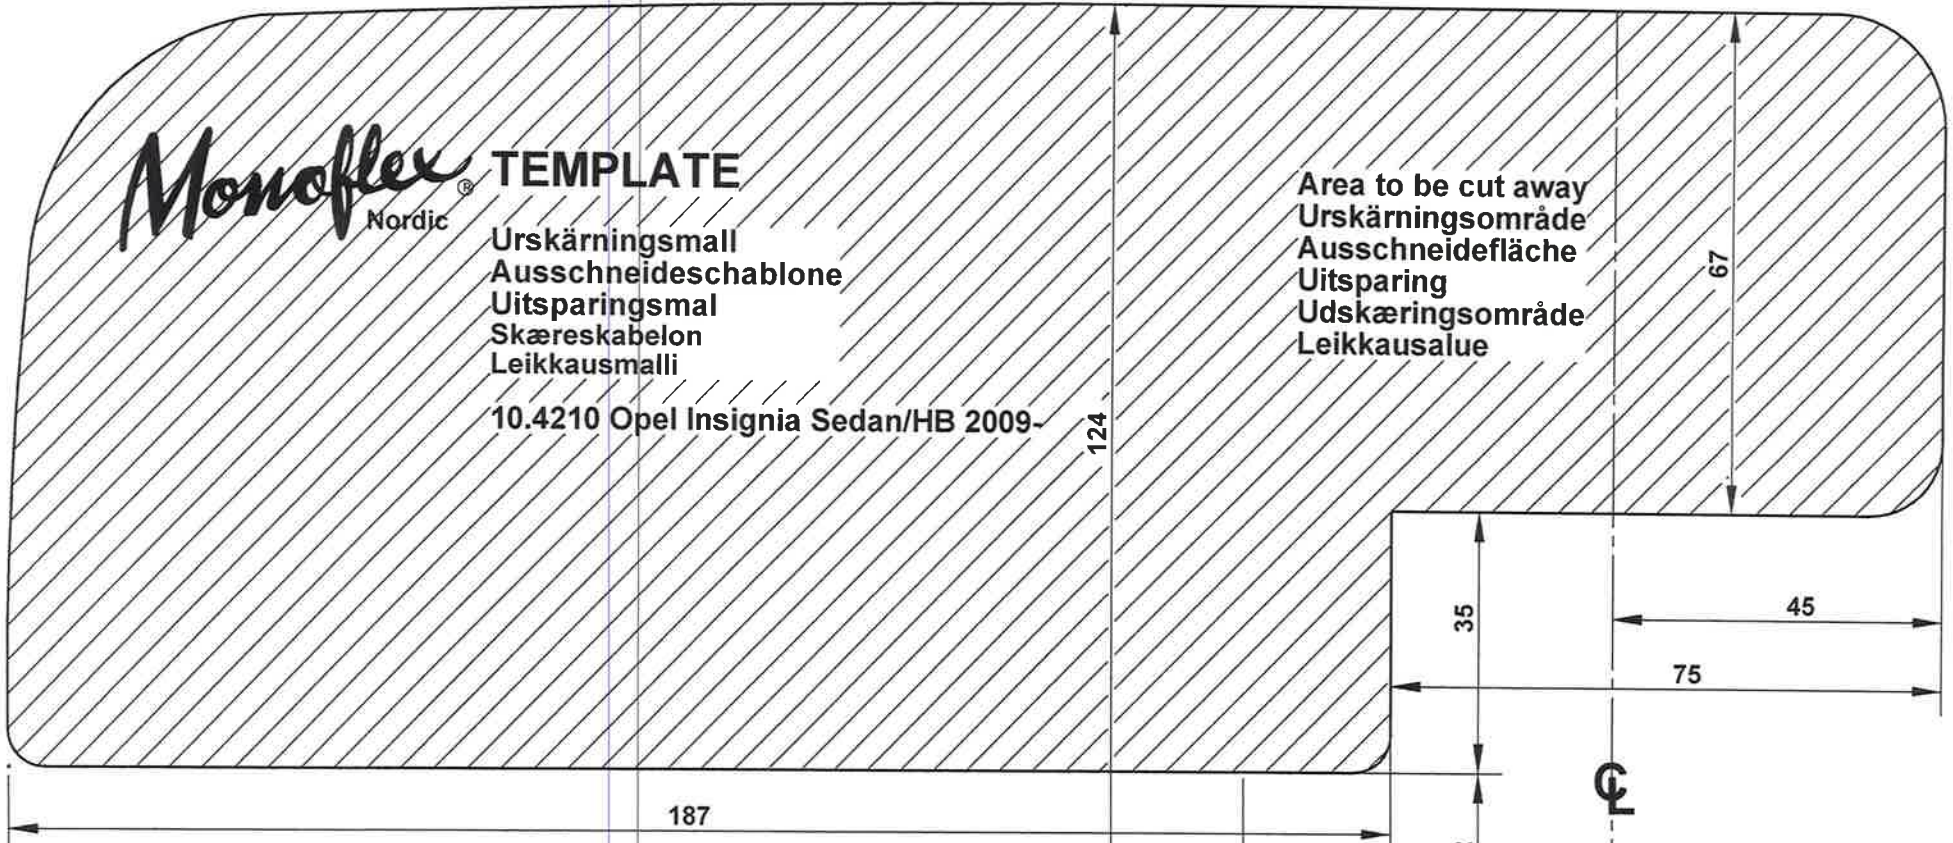 Monoflex®
Nordic
TEMPLATE
Urskärningsmall
Ausschneideschablone
Uitsparingsmal
Skæreskabelon
Leikkausmalli
10.4210 Opel Insignia Sedan/HB 2009-
Area to be cut away
Urskärningsområde
Ausschneidefläche
Uitsparing
Udskæringsområde
Leikkausalue
67
124
35
45
75
187
CL